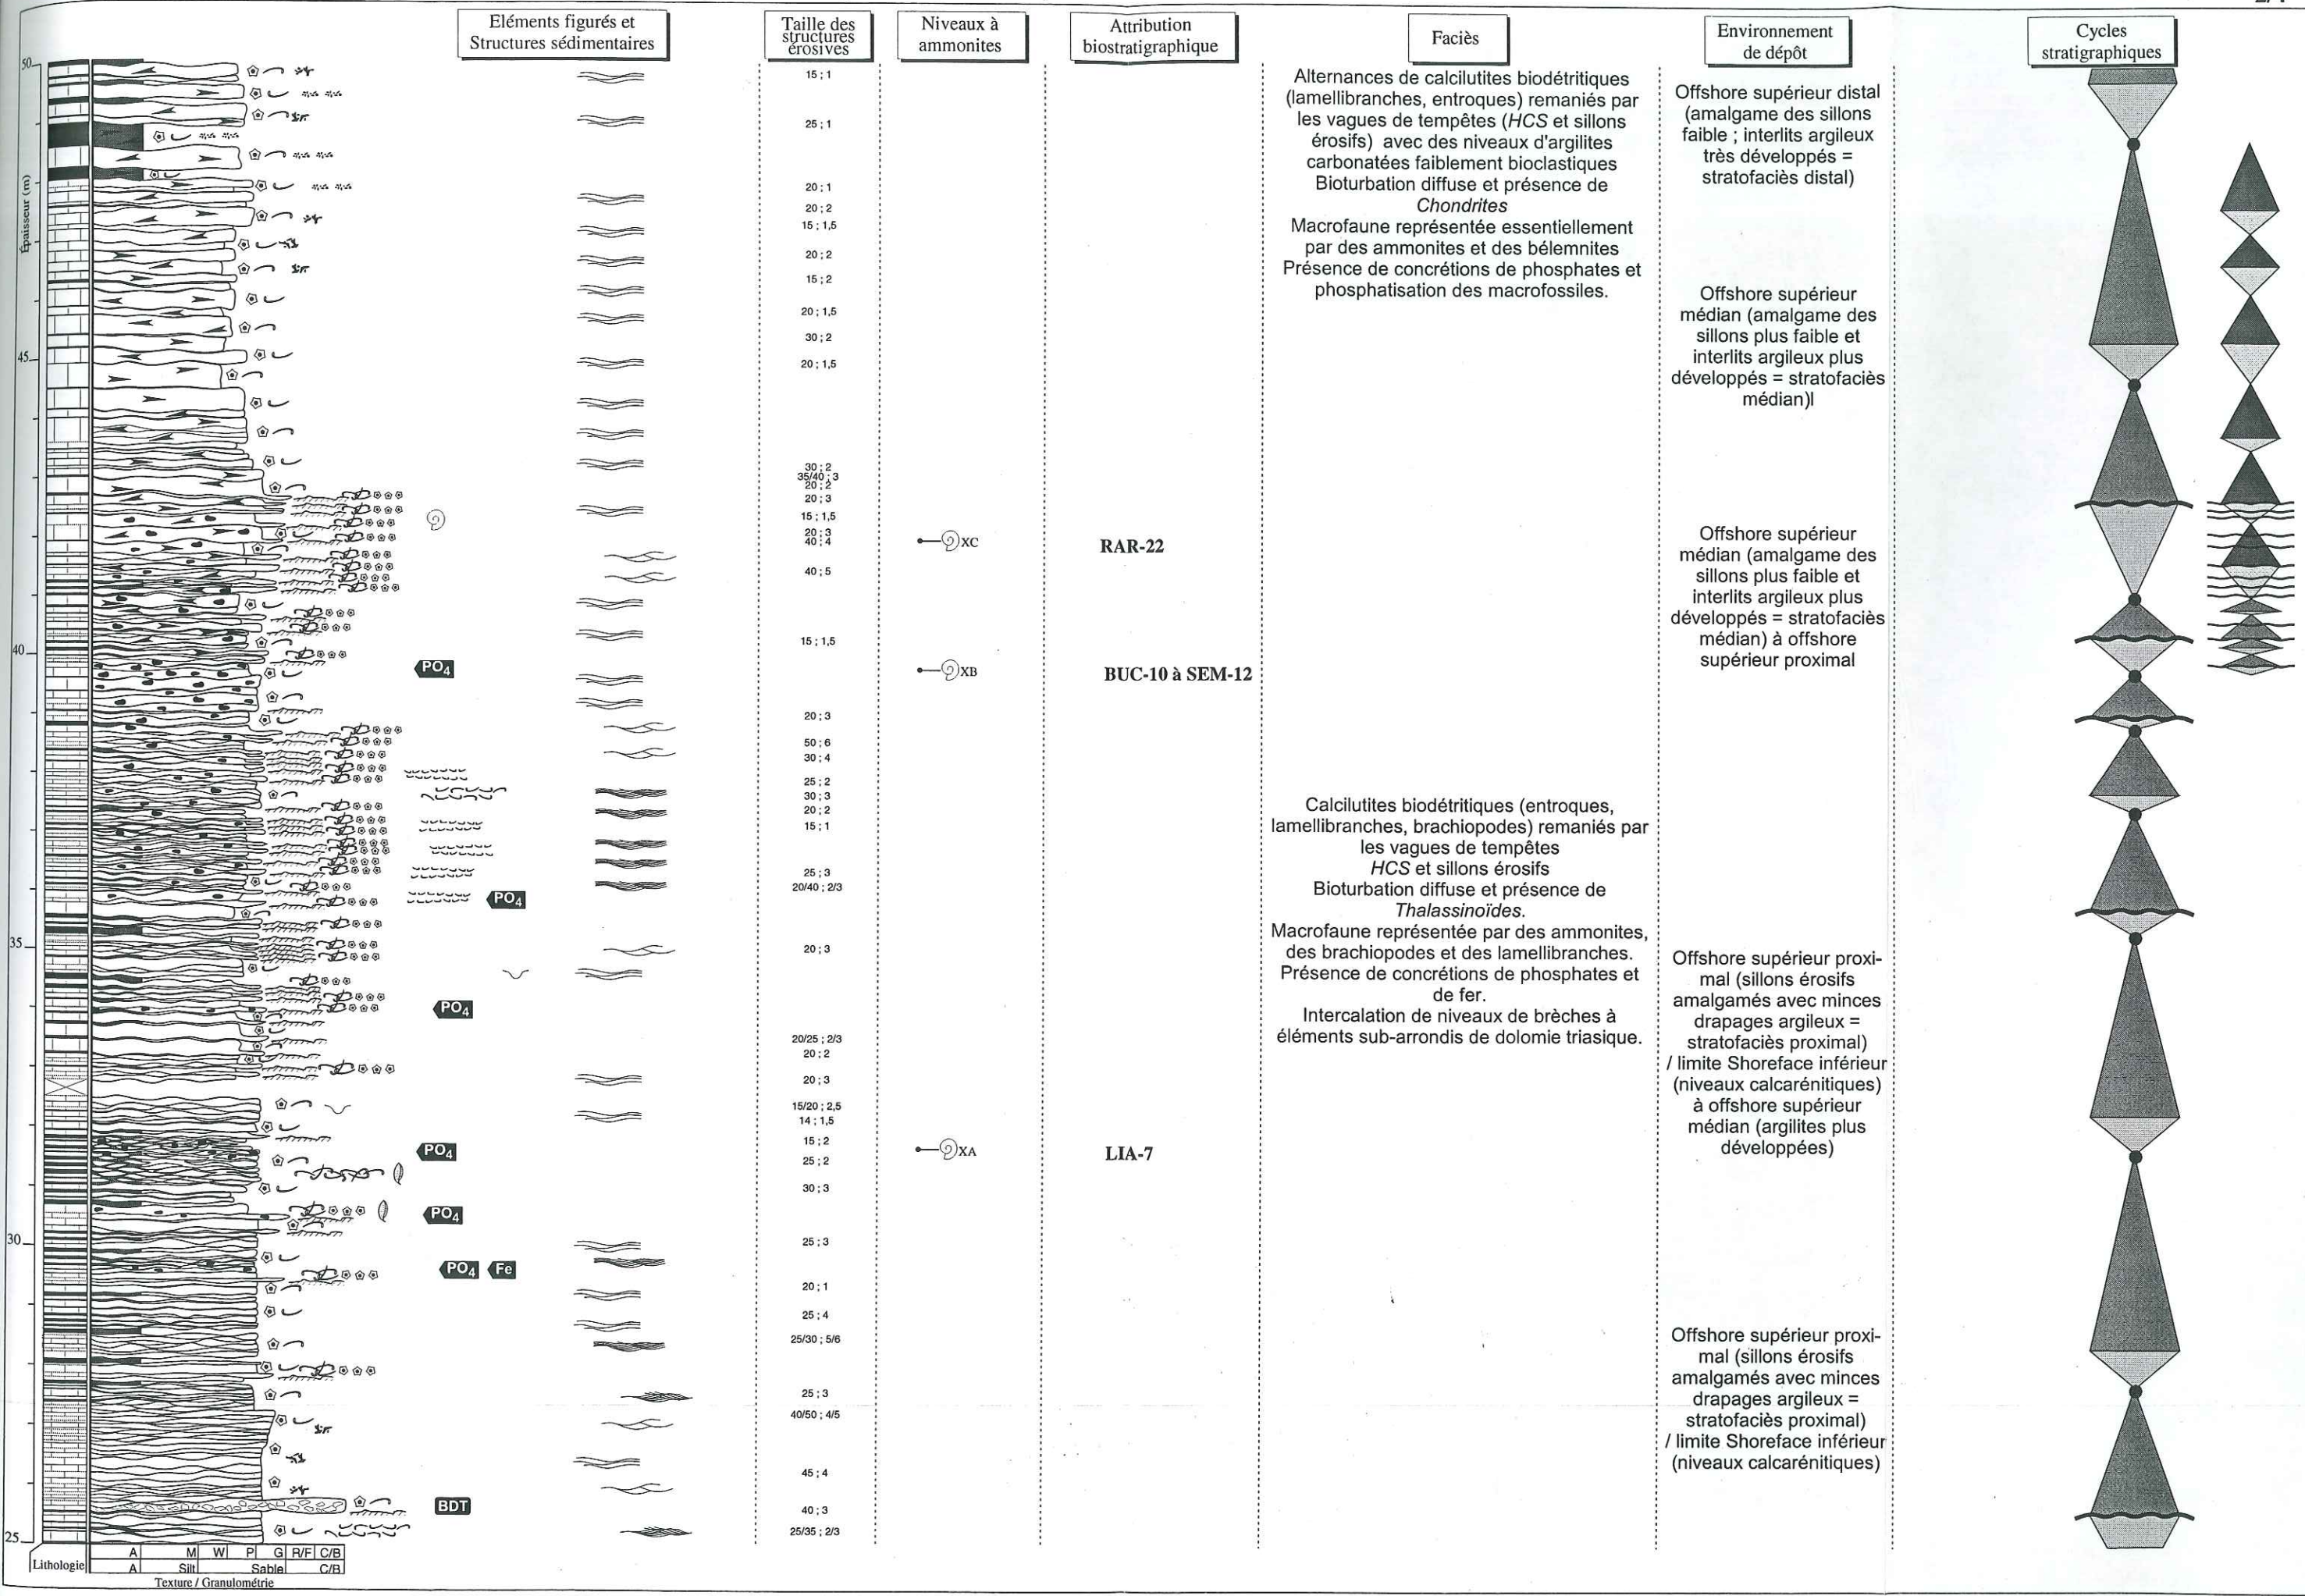 Eléments figurés et
Structures sédimentaires
Taille des
structures
érosives
Niveaux à
ammonites
Attribution
biostratigraphique
Faciès
Environnement
de dépôt
Cycles
stratigraphiques
Épaisseur (m)
50
45
40
35
30
25
PO4
PO4
PO4
PO4
PO4
PO4 Fe
BDT
15 ; 1
25 ; 1
20 ; 1
20 ; 2
15 ; 1,5
20 ; 2
15 ; 2
20 ; 1,5
30 ; 2
20 ; 1,5
30 ; 2
35/40 ; 3
20 ; 2
20 ; 3
15 ; 1,5
20 ; 3
40 ; 4
40 ; 5
15 ; 1,5
20 ; 3
50 ; 6
30 ; 4
25 ; 2
30 ; 3
20 ; 2
15 ; 1
25 ; 3
20/40 ; 2/3
20 ; 3
20/25 ; 2/3
20 ; 2
20 ; 3
15/20 ; 2,5
14 ; 1,5
15 ; 2
25 ; 2
30 ; 3
25 ; 3
20 ; 1
25 ; 4
25/30 ; 5/6
25 ; 3
40/50 ; 4/5
45 ; 4
40 ; 3
25/35 ; 2/3
XC
XB
XA
RAR-22
BUC-10 à SEM-12
LIA-7
Alternances de calcilutites biodétritiques
(lamellibranches, entroques) remaniés par
les vagues de tempêtes (HCS et sillons
érosifs) avec des niveaux d'argilites
carbonatées faiblement bioclastiques
Bioturbation diffuse et présence de
Chondrites
Macrofaune représentée essentiellement
par des ammonites et des bélemnites
Présence de concrétions de phosphates et
phosphatisation des macrofossiles.
Calcilutites biodétritiques (entroques,
lamellibranches, brachiopodes) remaniés par
les vagues de tempêtes
HCS et sillons érosifs
Bioturbation diffuse et présence de
Thalassinoïdes.
Macrofaune représentée par des ammonites,
des brachiopodes et des lamellibranches.
Présence de concrétions de phosphates et
de fer.
Intercalation de niveaux de brèches à
éléments sub-arrondis de dolomie triasique.
Offshore supérieur distal
(amalgame des sillons
faible ; interlits argileux
très développés =
stratofaciès distal)
Offshore supérieur
médian (amalgame des
sillons plus faible et
interlits argileux plus
développés = stratofaciès
médian)l
Offshore supérieur
médian (amalgame des
sillons plus faible et
interlits argileux plus
développés = stratofaciès
médian) à offshore
supérieur proximal
Offshore supérieur proxi-
mal (sillons érosifs
amalgamés avec minces
drapages argileux =
stratofaciès proximal)
/ limite Shoreface inférieur
(niveaux calcarénitiques)
à offshore supérieur
médian (argilites plus
développées)
Offshore supérieur proxi-
mal (sillons érosifs
amalgamés avec minces
drapages argileux =
stratofaciès proximal)
/ limite Shoreface inférieur
(niveaux calcarénitiques)
Lithologie
A M W P G R/F C/B
A Silt Sable C/B
Texture / Granulométrie